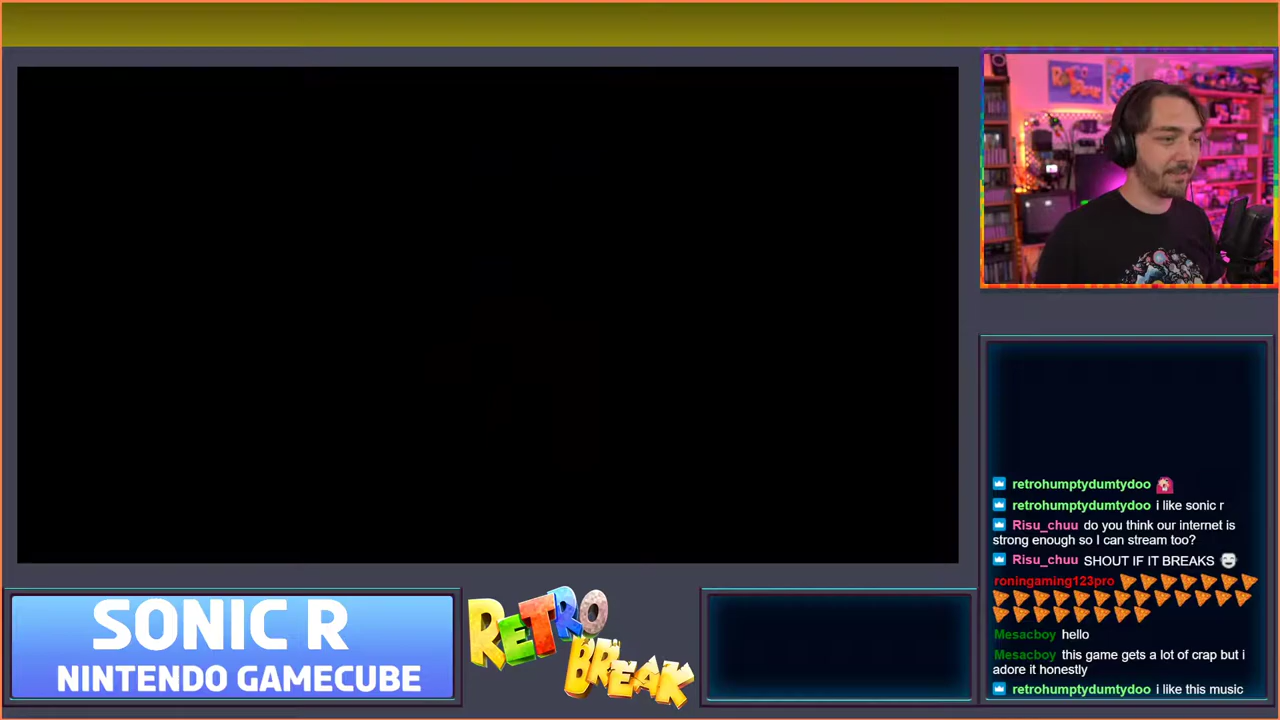 RETRO BREAK
retrohumptydumtydoo
retrohumptydumtydoo i like sonic r
Risu_chuu do you think our internet is
strong enough so I can stream too?
Risu_chuu SHOUT IF IT BREAKS
roningaming123pro
Mesacboy hello
Mesacboy this game gets a lot of crap but i
adore it honestly
retrohumptydumtydoo i like this music
SONIC R
NINTENDO GAMECUBE
RETRO
BREAK